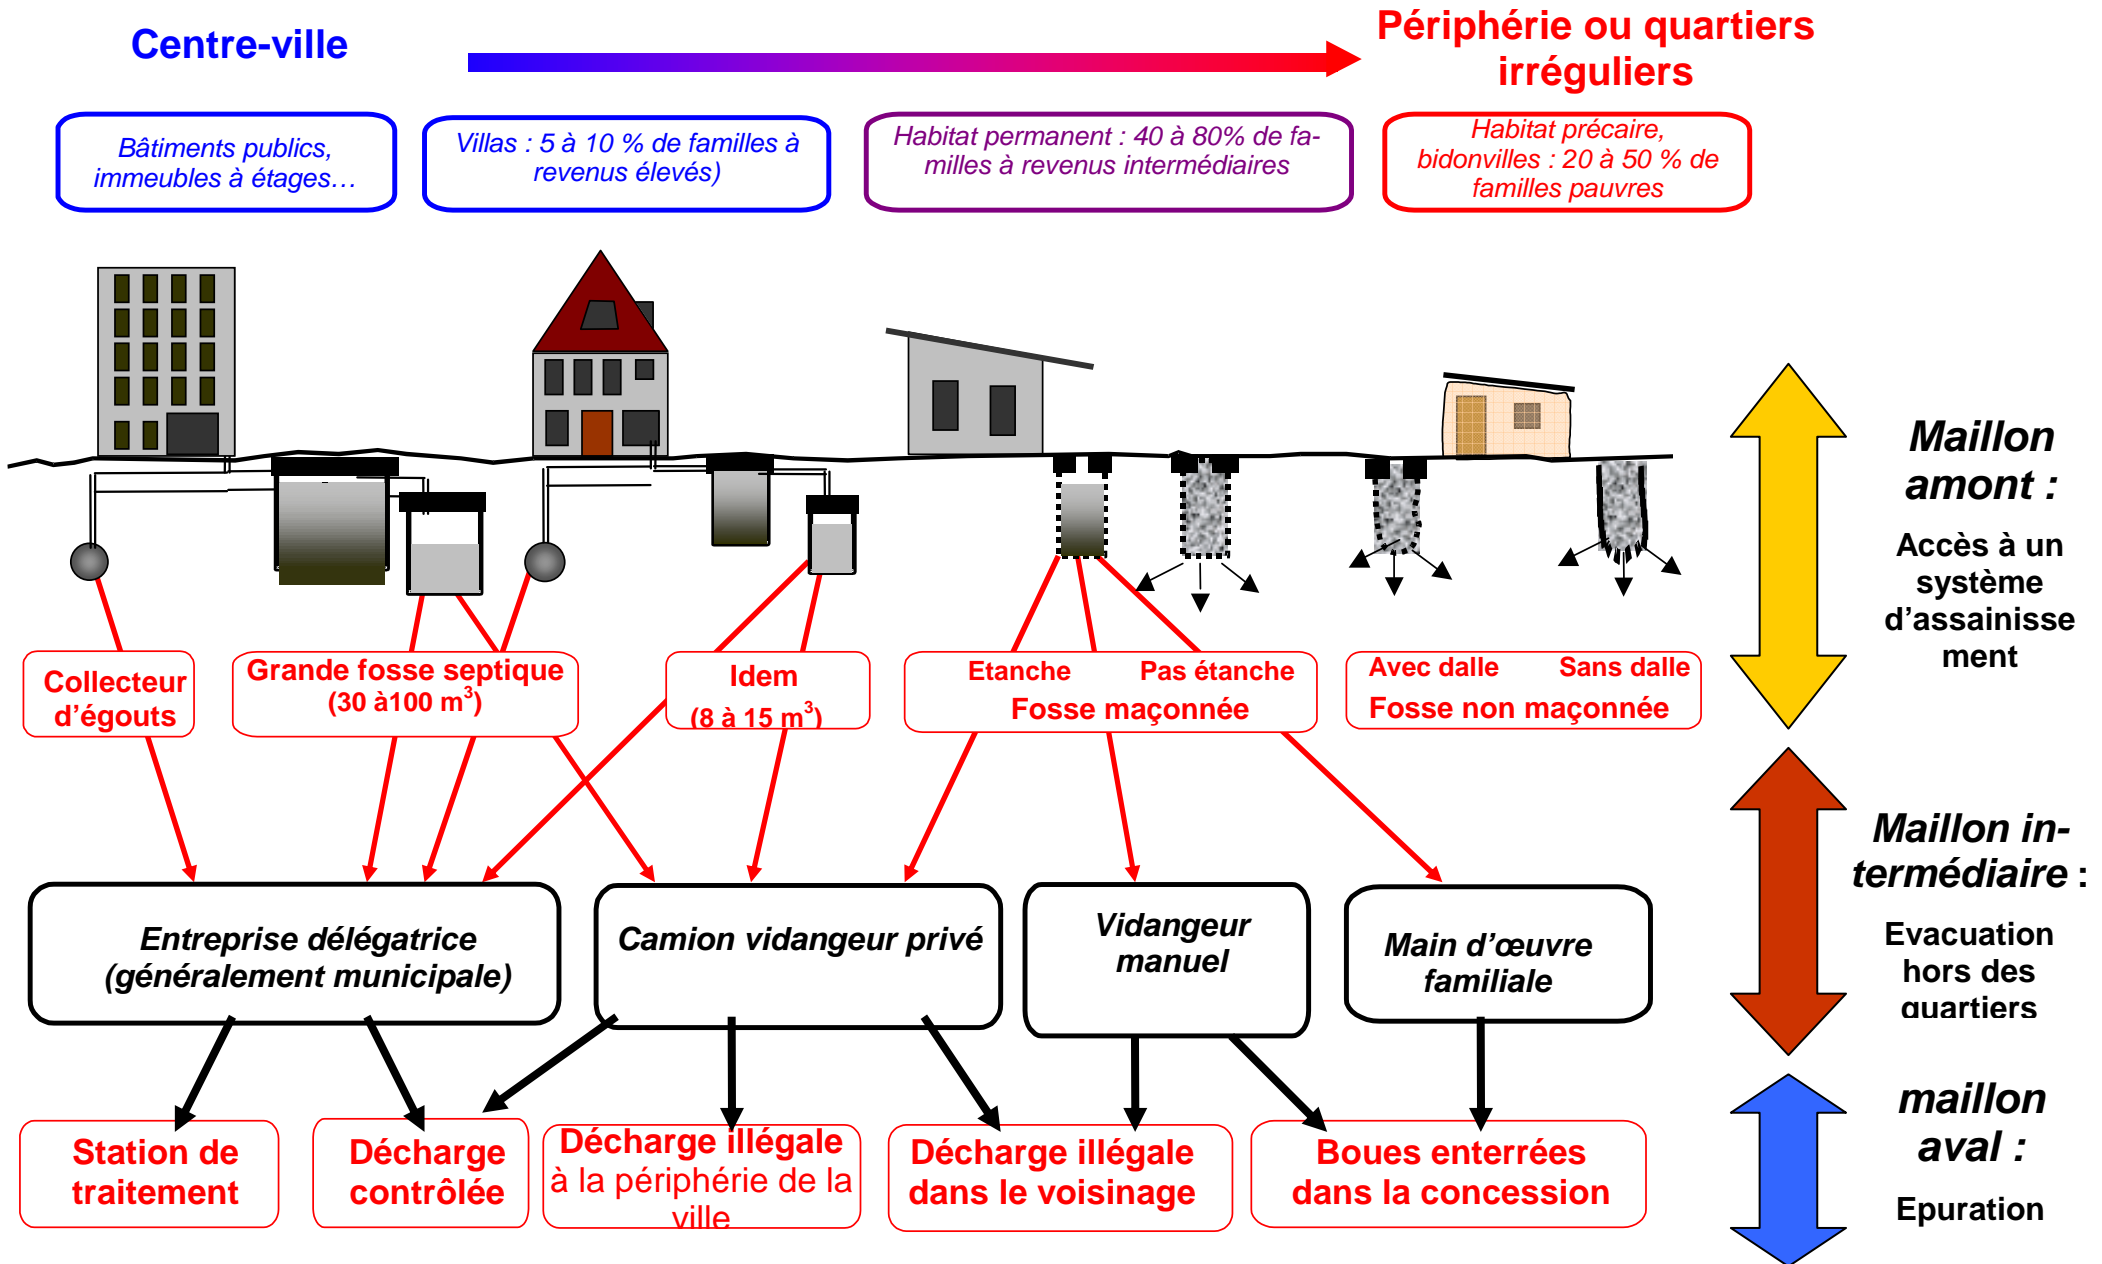 Centre-ville
Périphérie ou quartiers
irréguliers
Bâtiments publics,
immeubles à étages…
Villas : 5 à 10 % de familles à
revenus élevés)
Habitat permanent : 40 à 80% de fa-
milles à revenus intermédiaires
Habitat précaire,
bidonvilles : 20 à 50 % de
familles pauvres
Maillon
amont :
Accès à un
système
d’assainisse
ment
Collecteur
d’égouts
Grande fosse septique
(30 à100 m³)
Idem
(8 à 15 m³)
Etanche Pas étanche
Fosse maçonnée
Avec dalle Sans dalle
Fosse non maçonnée
Maillon in-
termédiaire :
Evacuation
hors des
quartiers
Entreprise délégatrice
(généralement municipale)
Camion vidangeur privé
Vidangeur
manuel
Main d’œuvre
familiale
maillon
aval :
Epuration
Station de
traitement
Décharge
contrôlée
Décharge illégale
à la périphérie de la
ville
Décharge illégale
dans le voisinage
Boues enterrées
dans la concession